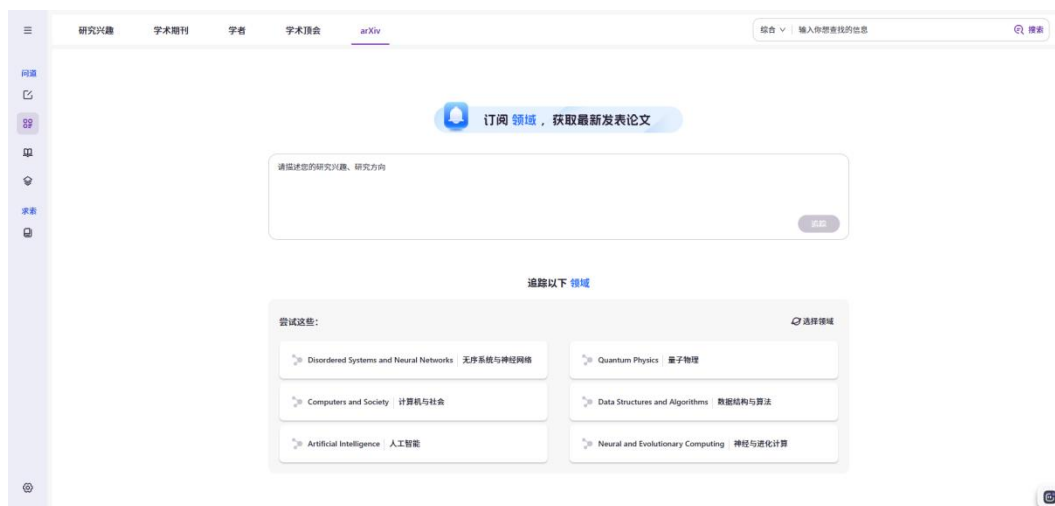 研究兴趣 学术期刊 学者 学术顶会 arXiv 综合 输入你想查找的信息 搜索
问道
订阅 领域，获取最新发表论文
请描述您的研究兴趣、研究方向
求索
追踪
追踪以下 领域
尝试这些： 选择领域
Disordered Systems and Neural Networks 无序系统与神经网络
Quantum Physics 量子物理
Computers and Society 计算机与社会
Data Structures and Algorithms 数据结构与算法
Artificial Intelligence 人工智能
Neural and Evolutionary Computing 神经与进化计算